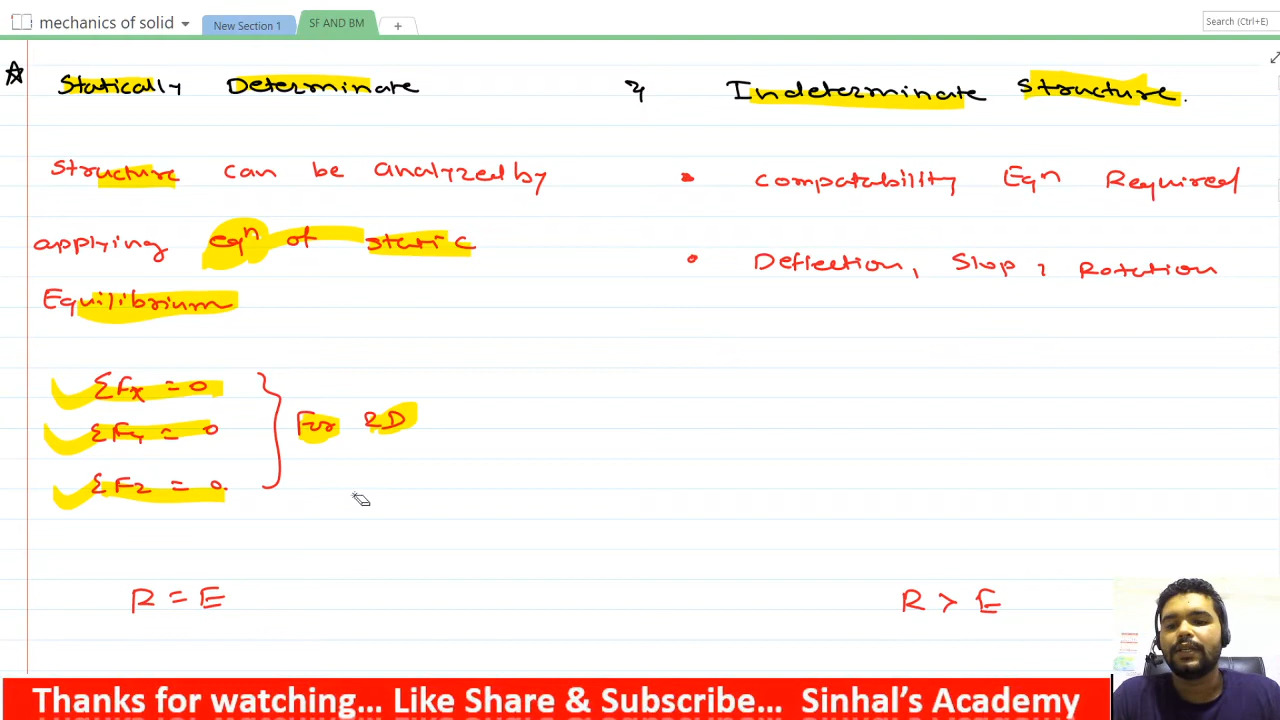 mechanics of solid
New Section 1
SF AND BM
+
Search (Ctrl+E)
Statically Determinate & Indeterminate Structure.
Structure can be analyzed by
applying eqn of static
Equilibrium
• Compatability Eqn Required
• Deflection, Slop, Rotation
ΣFx = 0
ΣFy = 0
ΣFz = 0.
For 2D
R = E
R > E
Thanks for watching... Like Share & Subscribe... Sinhal's Academy